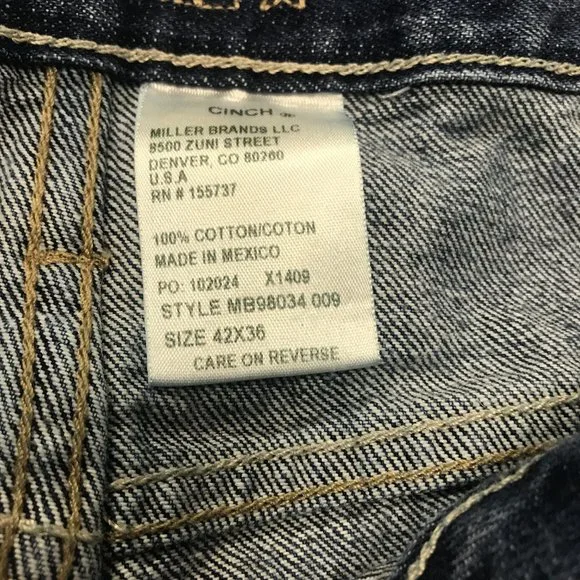 CINCH
MILLER BRANDS LLC
8500 ZUNI STREET
DENVER, CO 80260
U.S.A
RN # 155737
100% COTTON/COTON
MADE IN MEXICO
PO: 102024 X1409
STYLE MB98034 009
SIZE 42X36
CARE ON REVERSE